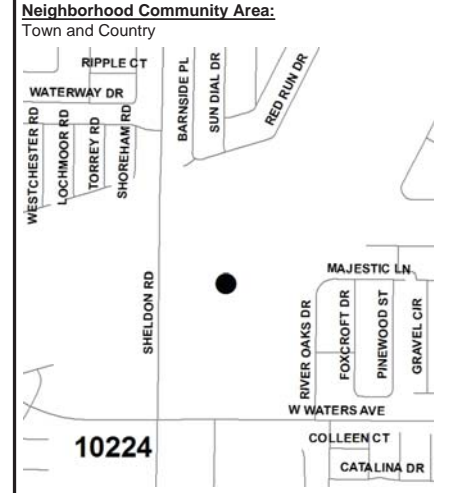 Neighborhood Community Area:
Town and Country
RIPPLE CT
WATERWAY DR
BARNSIDE PL
SUN DIAL DR
RED RUN DR
WESTCHESTER RD
LOCHMOOR RD
TORREY RD
SHOREHAM RD
SHELDON RD
MAJESTIC LN
RIVER OAKS DR
FOXCROFT DR
PINEWOOD ST
GRAVEL CIR
W WATERS AVE
10224
COLLEEN CT
CATALINA DR